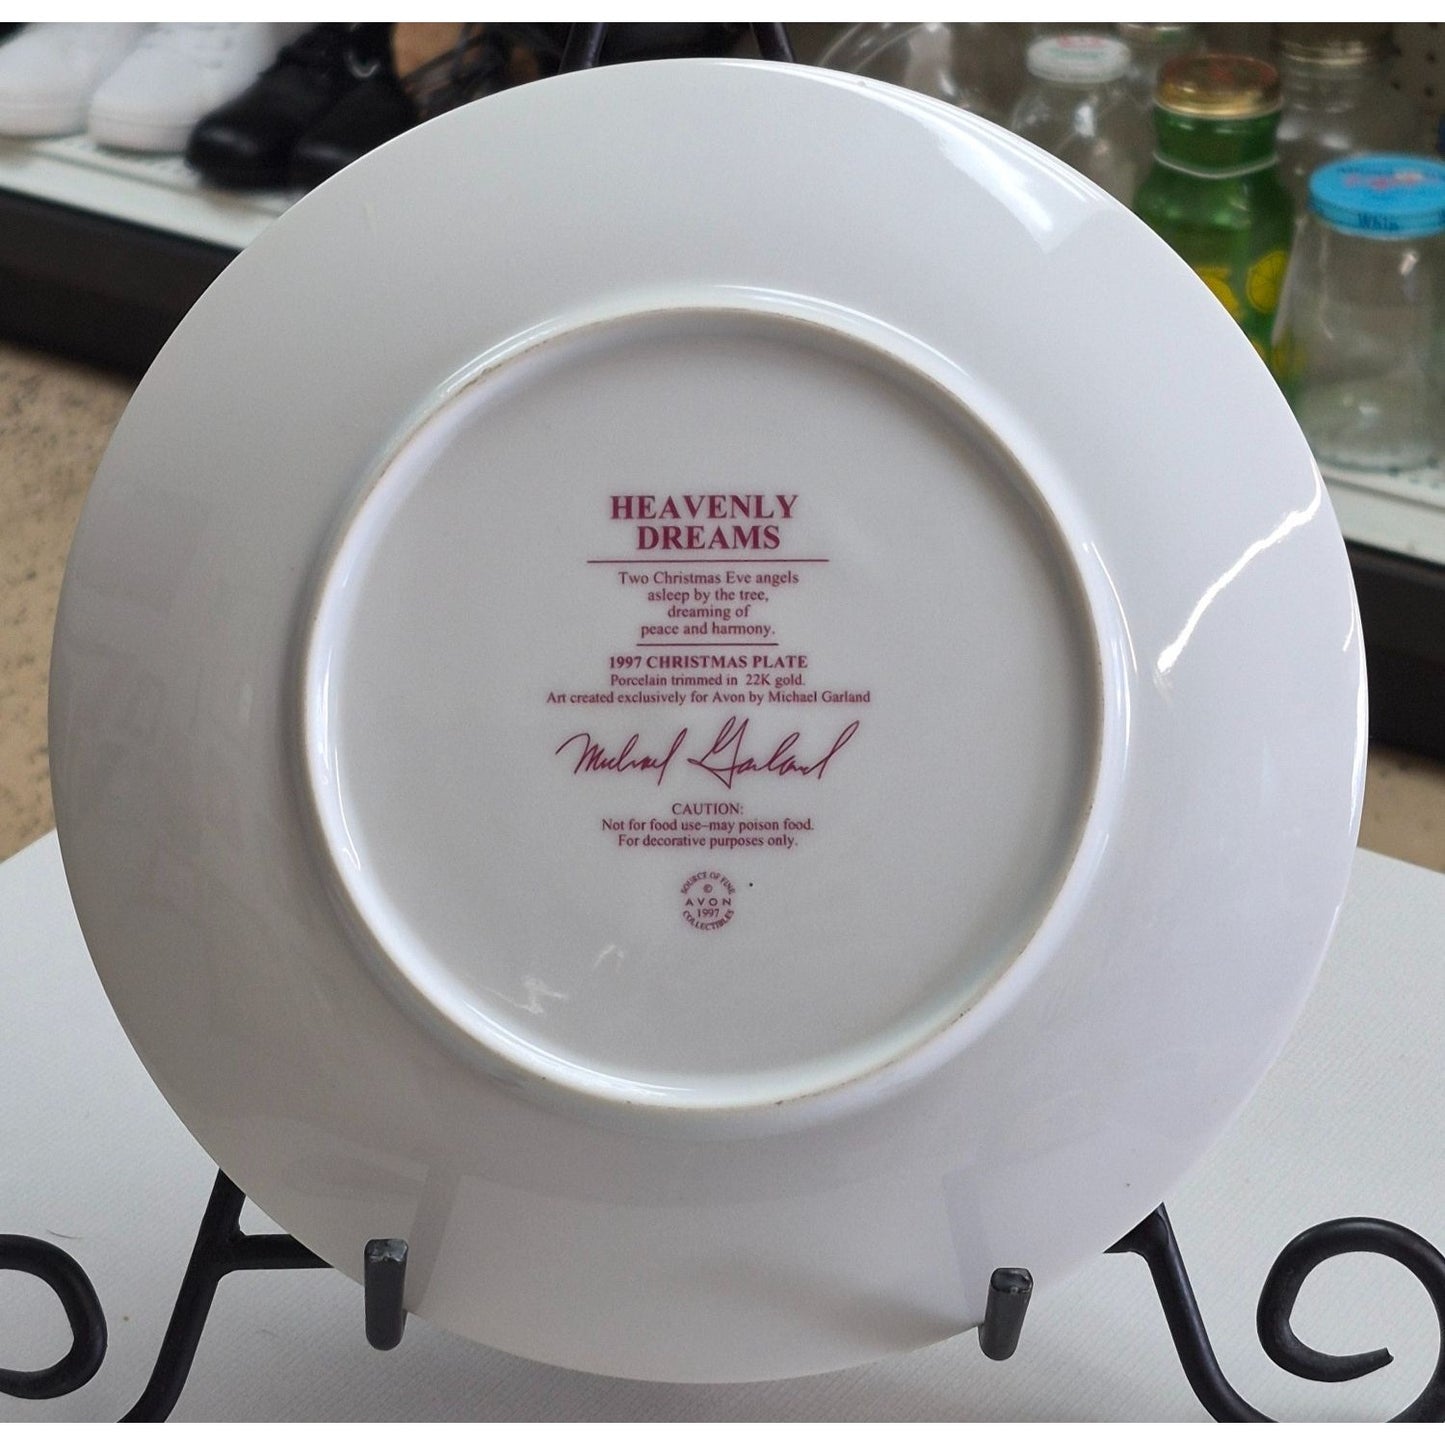 HEAVENLY
DREAMS
Two Christmas Eve angels
asleep by the tree,
dreaming of
peace and harmony.
1997 CHRISTMAS PLATE
Porcelain trimmed in 22K gold.
Art created exclusively for Avon by Michael Garland
Michael Garland
CAUTION:
Not for food use–may poison food.
For decorative purposes only.
SOURCE OF FINE
©
AVON
1997
COLLECTIBLES
Whip